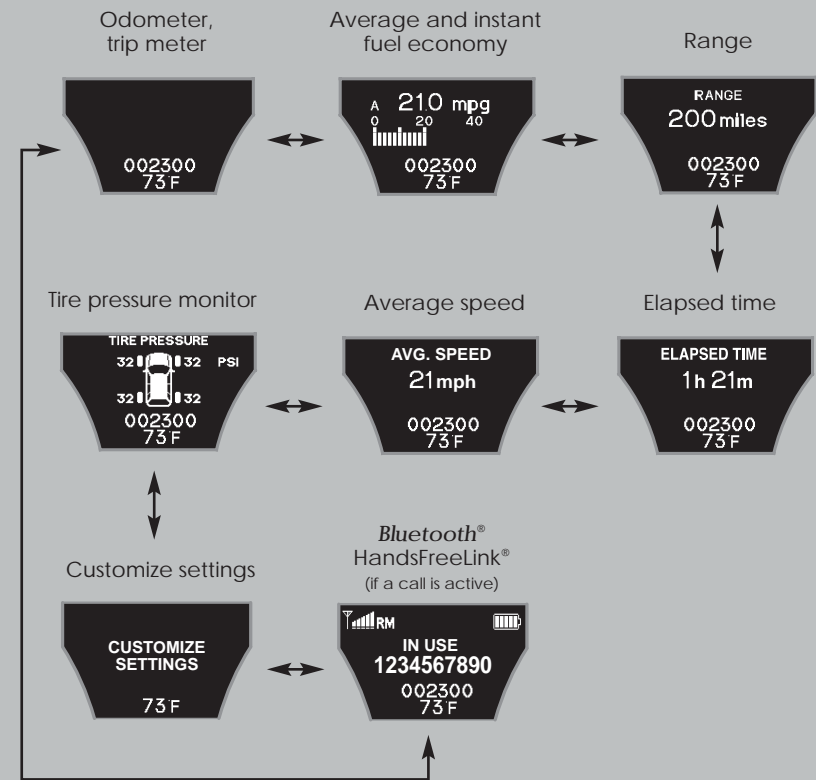 Odometer,
trip meter
002300
73°F
Average and instant
fuel economy
A 21.0 mpg
0 20 40
002300
73°F
Range
RANGE
200 miles
002300
73°F
Tire pressure monitor
TIRE PRESSURE
32 32 PSI
32 32
002300
73°F
Average speed
AVG. SPEED
21 mph
002300
73°F
Elapsed time
ELAPSED TIME
1h 21m
002300
73°F
Customize settings
CUSTOMIZE
SETTINGS
73°F
Bluetooth®
HandsFreeLink®
(if a call is active)
RM
IN USE
1234567890
002300
73°F